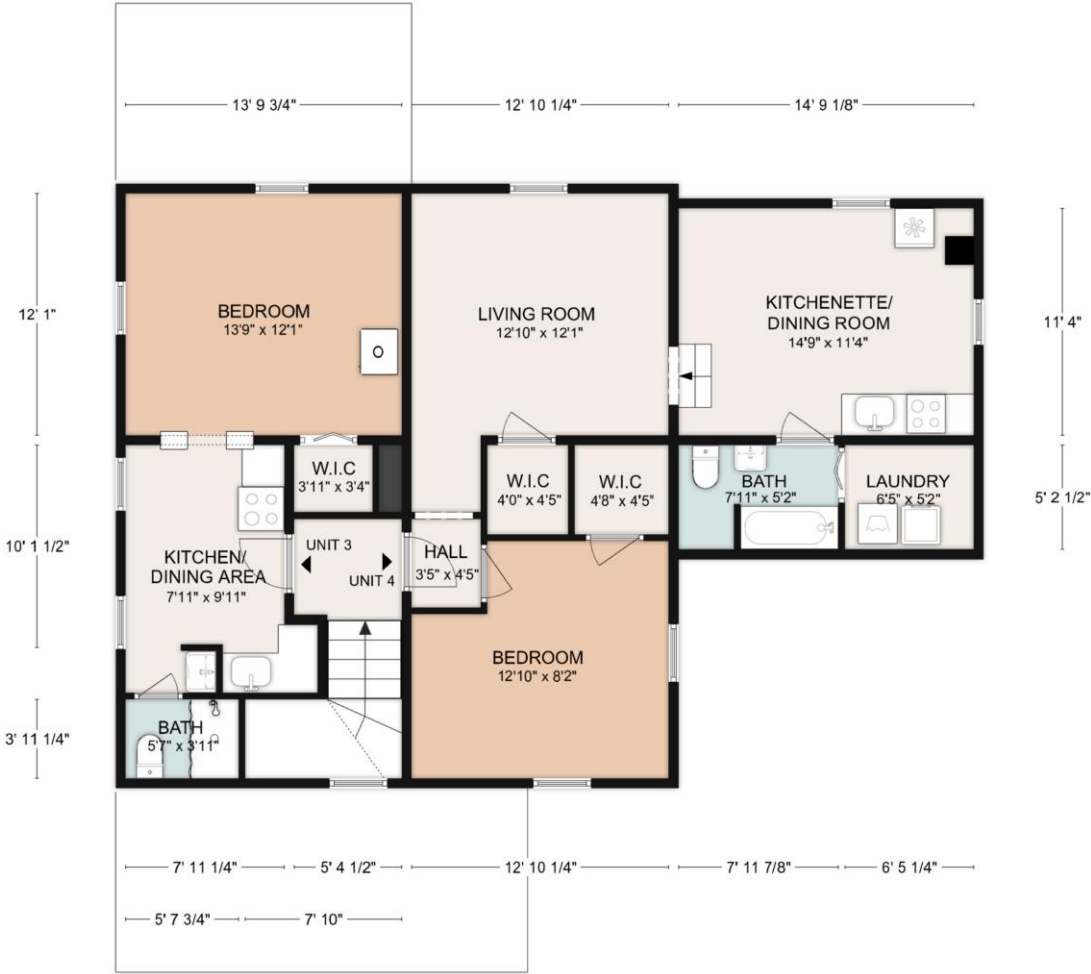 13' 9 3/4"
12' 10 1/4"
14' 9 1/8"
12' 1"
BEDROOM
13'9" x 12'1"
LIVING ROOM
12'10" x 12'1"
KITCHENETTE/
DINING ROOM
14'9" x 11'4"
11' 4"
W.I.C
3'11" x 3'4"
W.I.C
4'0" x 4'5"
W.I.C
4'8" x 4'5"
BATH
7'11" x 5'2"
LAUNDRY
6'5" x 5'2"
5' 2 1/2"
10' 1 1/2"
KITCHEN/
DINING AREA
7'11" x 9'11"
UNIT 3
UNIT 4
HALL
3'5" x 4'5"
BEDROOM
12'10" x 8'2"
3' 11 1/4"
BATH
5'7" x 3'11"
7' 11 1/4"
5' 4 1/2"
12' 10 1/4"
7' 11 7/8"
6' 5 1/4"
5' 7 3/4"
7' 10"